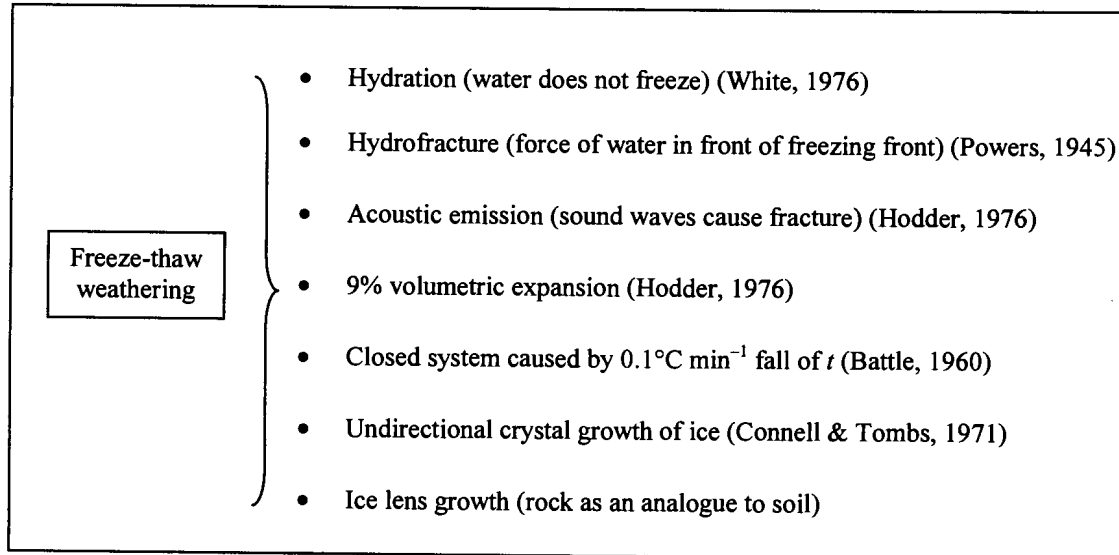 Freeze-thaw
weathering
• Hydration (water does not freeze) (White, 1976)
• Hydrofracture (force of water in front of freezing front) (Powers, 1945)
• Acoustic emission (sound waves cause fracture) (Hodder, 1976)
• 9% volumetric expansion (Hodder, 1976)
• Closed system caused by 0.1°C min⁻¹ fall of t (Battle, 1960)
• Undirectional crystal growth of ice (Connell & Tombs, 1971)
• Ice lens growth (rock as an analogue to soil)